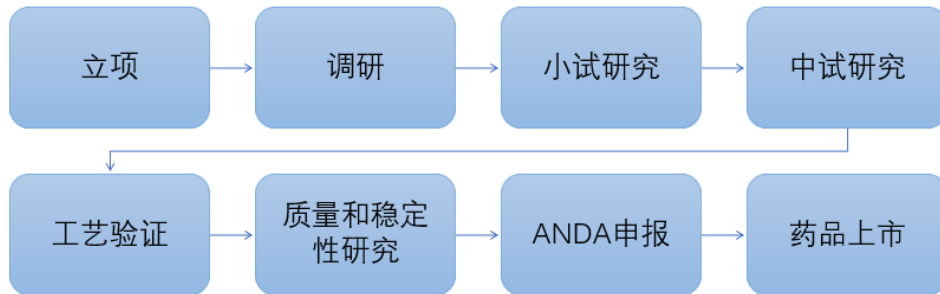 立项
调研
小试研究
中试研究
工艺验证
质量和稳定
性研究
ANDA申报
药品上市